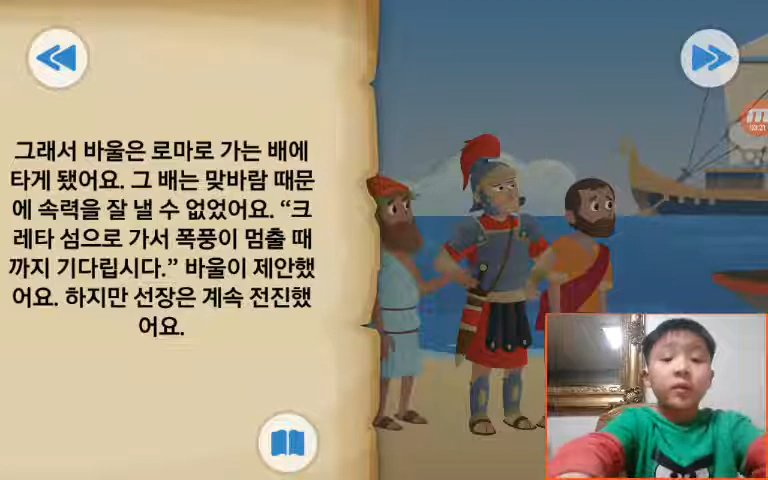 그래서 바울은 로마로 가는 배에
타게 됐어요. 그 배는 맞바람 때문
에 속력을 잘 낼 수 없었어요. “크
레타 섬으로 가서 폭풍이 멈출 때
까지 기다립시다.” 바울이 제안했
어요. 하지만 선장은 계속 전진했
어요.